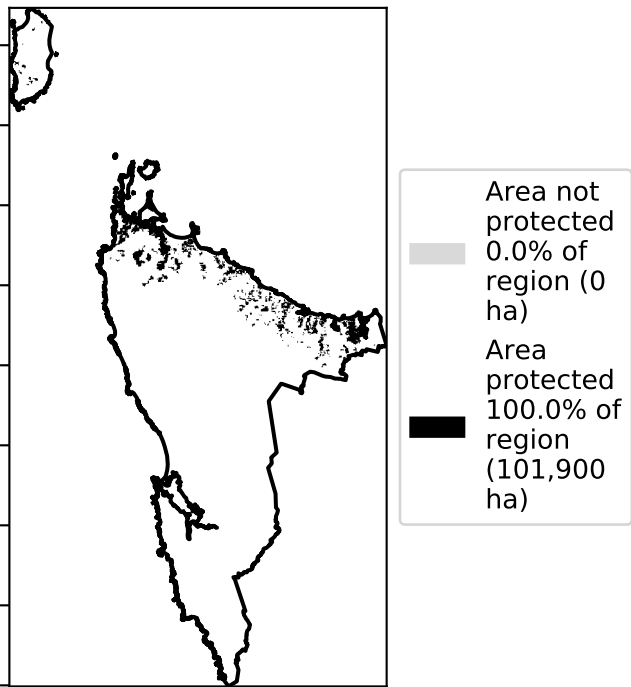 Area not
protected
0.0% of
region (0
ha)
Area
protected
100.0% of
region
(101,900
ha)